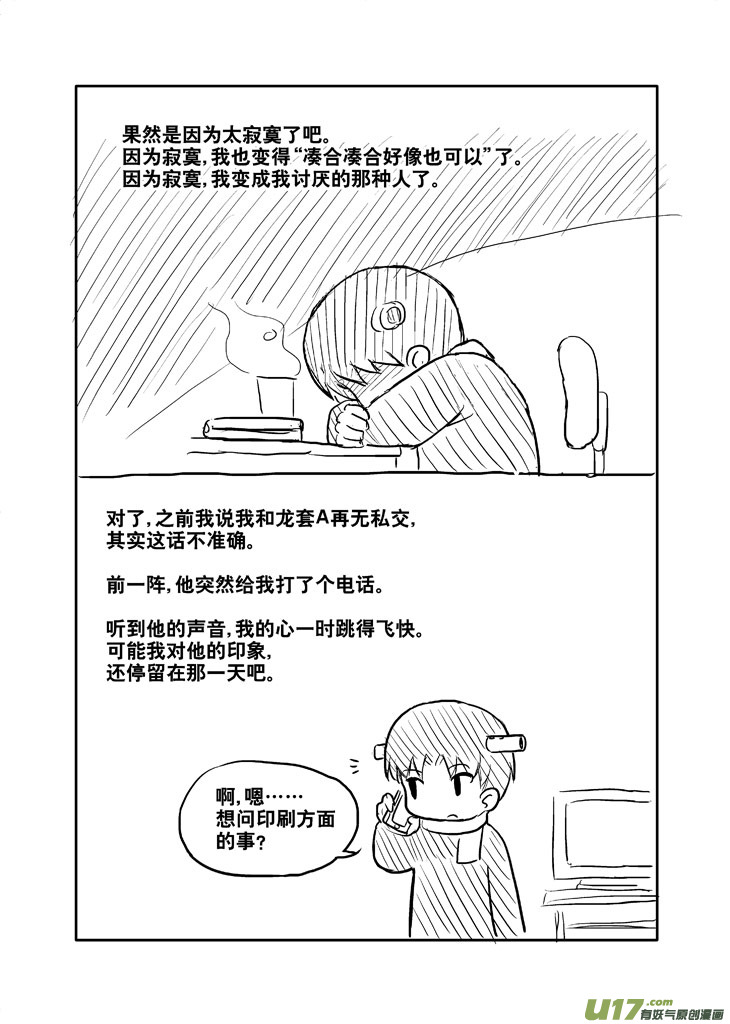 果然是因为太寂寞了吧。
因为寂寞，我也变得“凑合凑合好像也可以”了。
因为寂寞，我变成我讨厌的那种人了。
对了，之前我说我和龙套A再无私交，
其实这话不准确。
前一阵，他突然给我打了个电话。
听到他的声音，我的心一时跳得飞快。
可能我对他的印象，
还停留在那一天吧。
啊，嗯……
想问印刷方面
的事？
U17.com
有妖气原创漫画